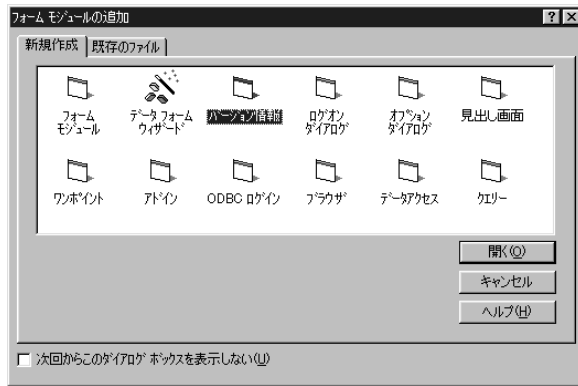 フォーム モジュールの追加
新規作成 既存のファイル
フォーム モジュール
データ フォーム ウィザード
バージョン情報
ログオン ダイアログ
オプション ダイアログ
見出し画面
ワンポイント
アドイン
ODBC ログイン
ブラウザ
データアクセス
クエリー
開く(O)
キャンセル
ヘルプ(H)
次回からこのダイアログ ボックスを表示しない(U)